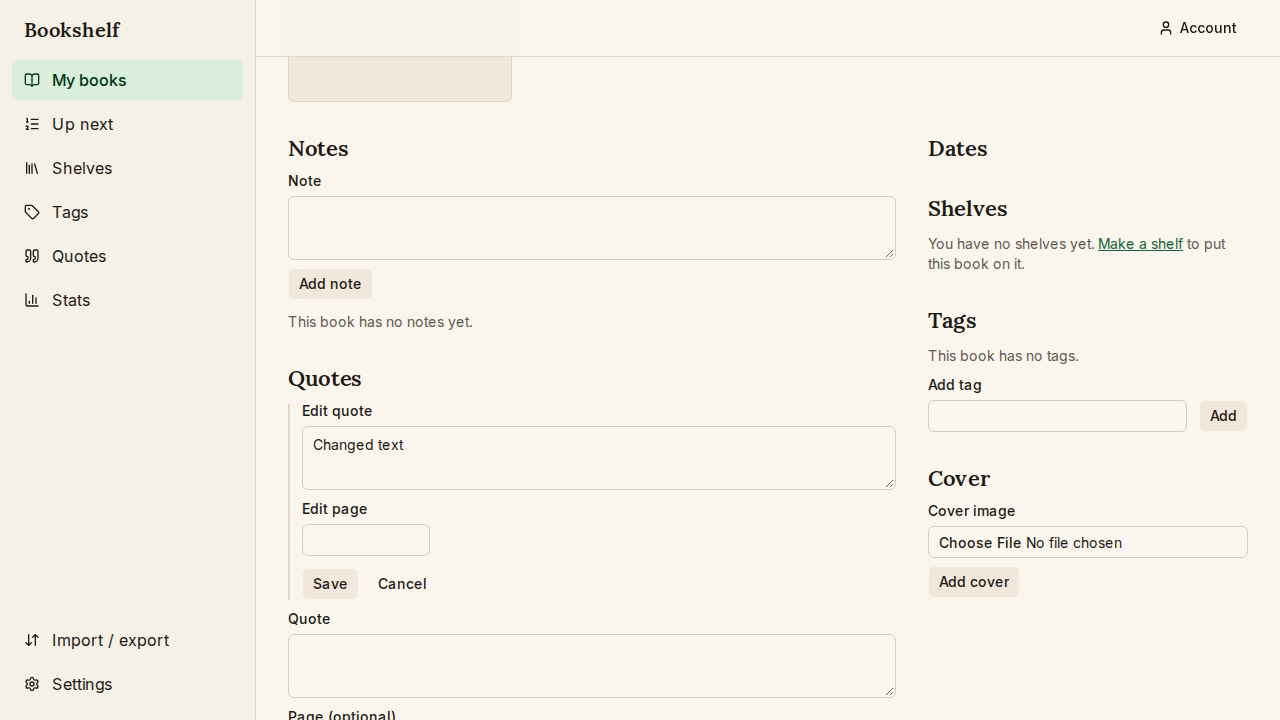 Bookshelf
Account
My books
Up next
Shelves
Tags
Quotes
Stats
Import / export
Settings
Notes
Note
Add note
This book has no notes yet.
Quotes
Edit quote
Changed text
Edit page
Save Cancel
Quote
Page (optional)
Dates
Shelves
You have no shelves yet. Make a shelf to put
this book on it.
Tags
This book has no tags.
Add tag
Add
Cover
Cover image
Choose File No file chosen
Add cover